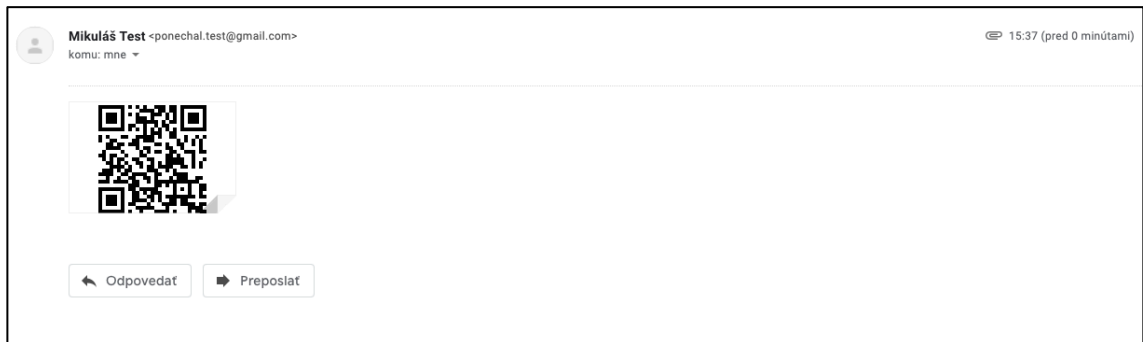 Mikuláš Test <ponechal.test@gmail.com>
15:37 (pred 0 minútami)
komu: mne
Odpovedať
Preposlať